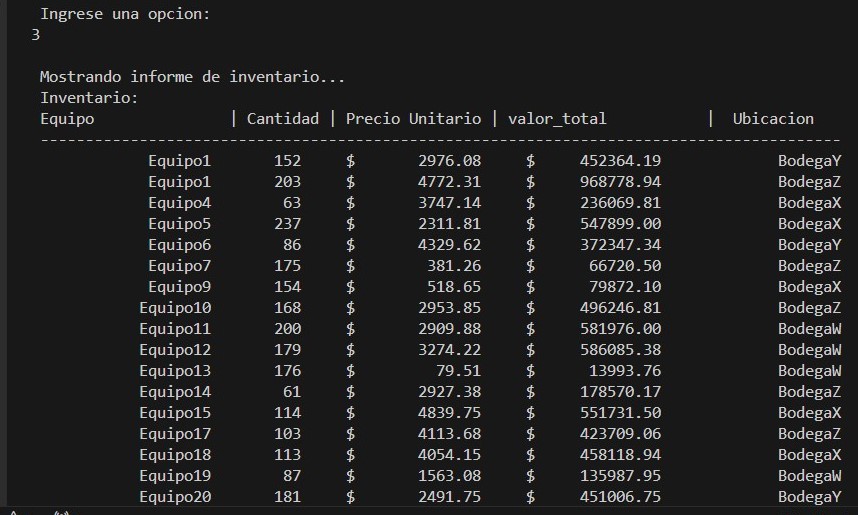 Ingrese una opcion:
3
Mostrando informe de inventario...
Inventario:
Equipo | Cantidad | Precio Unitario | valor_total | Ubicacion
-----------------------------------------------------------------------------------------
Equipo1 152 $ 2976.08 $ 452364.19 BodegaY
Equipo1 203 $ 4772.31 $ 968778.94 BodegaZ
Equipo4 63 $ 3747.14 $ 236069.81 BodegaX
Equipo5 237 $ 2311.81 $ 547899.00 BodegaX
Equipo6 86 $ 4329.62 $ 372347.34 BodegaY
Equipo7 175 $ 381.26 $ 66720.50 BodegaZ
Equipo9 154 $ 518.65 $ 79872.10 BodegaX
Equipo10 168 $ 2953.85 $ 496246.81 BodegaZ
Equipo11 200 $ 2909.88 $ 581976.00 BodegaW
Equipo12 179 $ 3274.22 $ 586085.38 BodegaW
Equipo13 176 $ 79.51 $ 13993.76 BodegaW
Equipo14 61 $ 2927.38 $ 178570.17 BodegaZ
Equipo15 114 $ 4839.75 $ 551731.50 BodegaX
Equipo17 103 $ 4113.68 $ 423709.06 BodegaZ
Equipo18 113 $ 4054.15 $ 458118.94 BodegaX
Equipo19 87 $ 1563.08 $ 135987.95 BodegaW
Equipo20 181 $ 2491.75 $ 451006.75 BodegaY